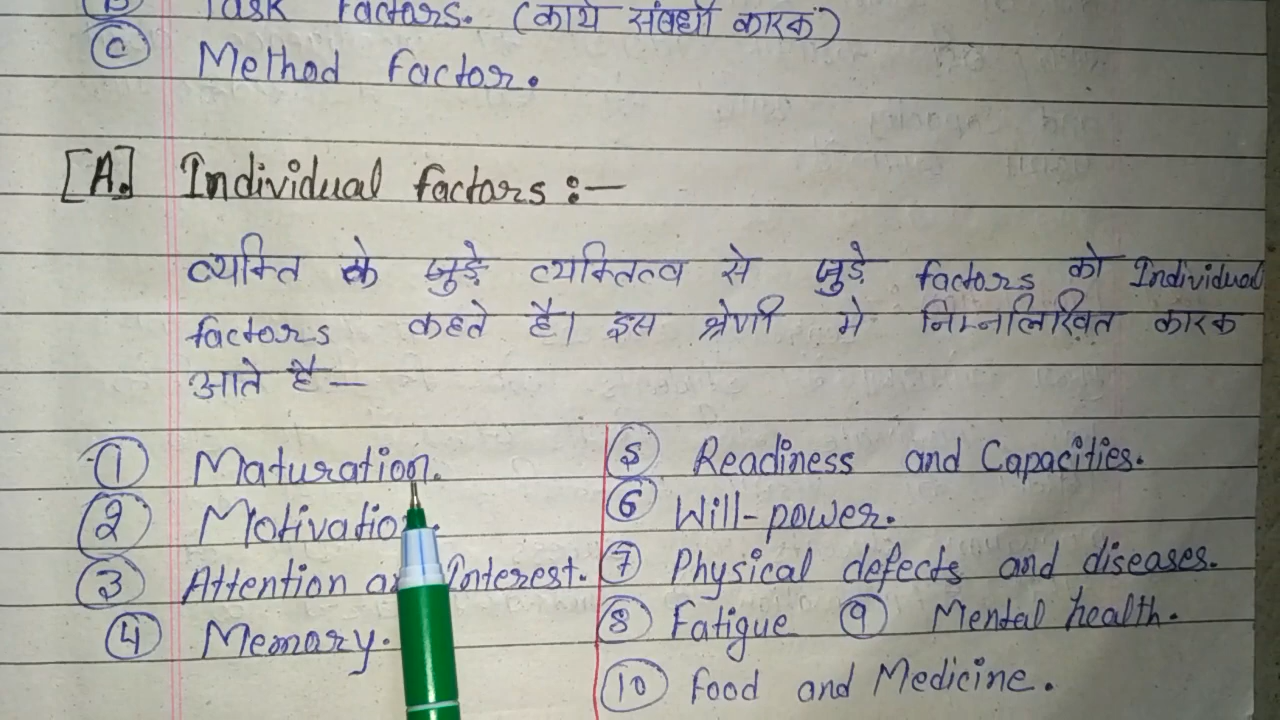 Task Factors. (कार्य संबंधी कारक)
Ⓒ Method Factor.
[A.] Individual factors :—
व्यक्ति के जुड़े व्यक्तित्व से जुड़े factors को Individual
factors कहते है। इस श्रेणी मे निम्नलिखित कारक
आते है —
① Maturation.
② Motivation.
③ Attention and Interest.
④ Memory.
⑤ Readiness and Capacities.
⑥ Will-power.
⑦ Physical defects and diseases.
⑧ Fatigue ⑨ Mental health.
⑩ Food and Medicine.